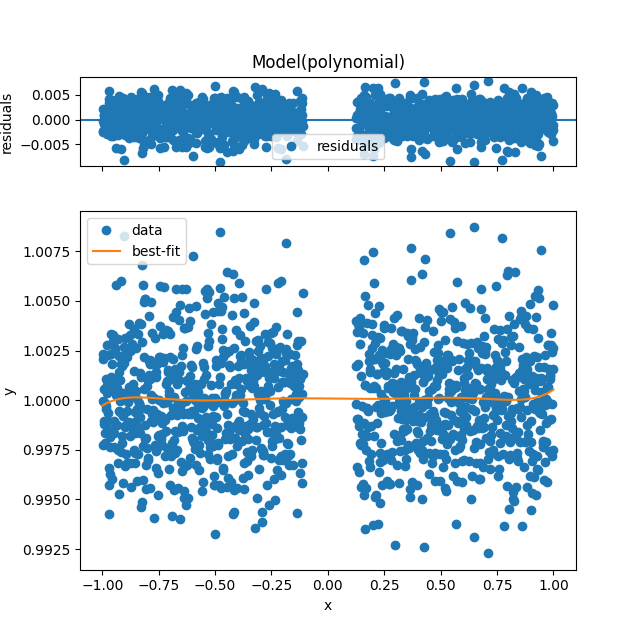 Model(polynomial)
0.005
0.000
−0.005
residuals
residuals
data
best-fit
1.0075
1.0050
1.0025
1.0000
0.9975
0.9950
0.9925
y
−1.00 −0.75 −0.50 −0.25 0.00 0.25 0.50 0.75 1.00
x